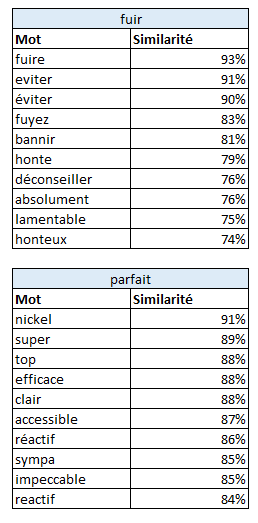 fuir
Mot Similarité
fuire 93%
eviter 91%
éviter 90%
fuyez 83%
bannir 81%
honte 79%
déconseiller 76%
absolument 76%
lamentable 75%
honteux 74%
parfait
Mot Similarité
nickel 91%
super 89%
top 88%
efficace 88%
clair 88%
accessible 87%
réactif 86%
sympa 85%
impeccable 85%
reactif 84%